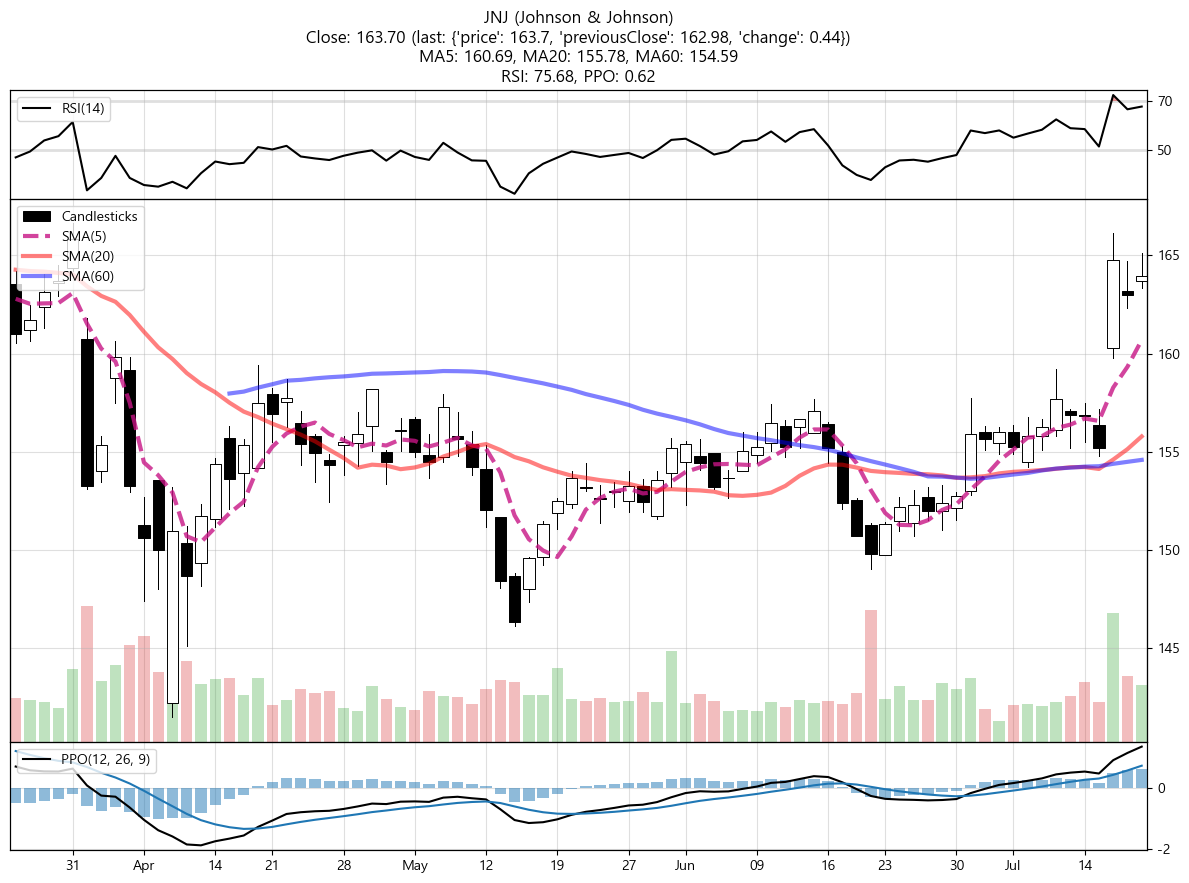 JNJ (Johnson & Johnson)
Close: 163.70 (last: {'price': 163.7, 'previousClose': 162.98, 'change': 0.44})
MA5: 160.69, MA20: 155.78, MA60: 154.59
RSI: 75.68, PPO: 0.62
RSI(14)
70
50
Candlesticks
SMA(5)
SMA(20)
SMA(60)
165
160
155
150
145
PPO(12, 26, 9)
0
-2
31 Apr 14 21 28 May 12 19 27 Jun 09 16 23 30 Jul 14